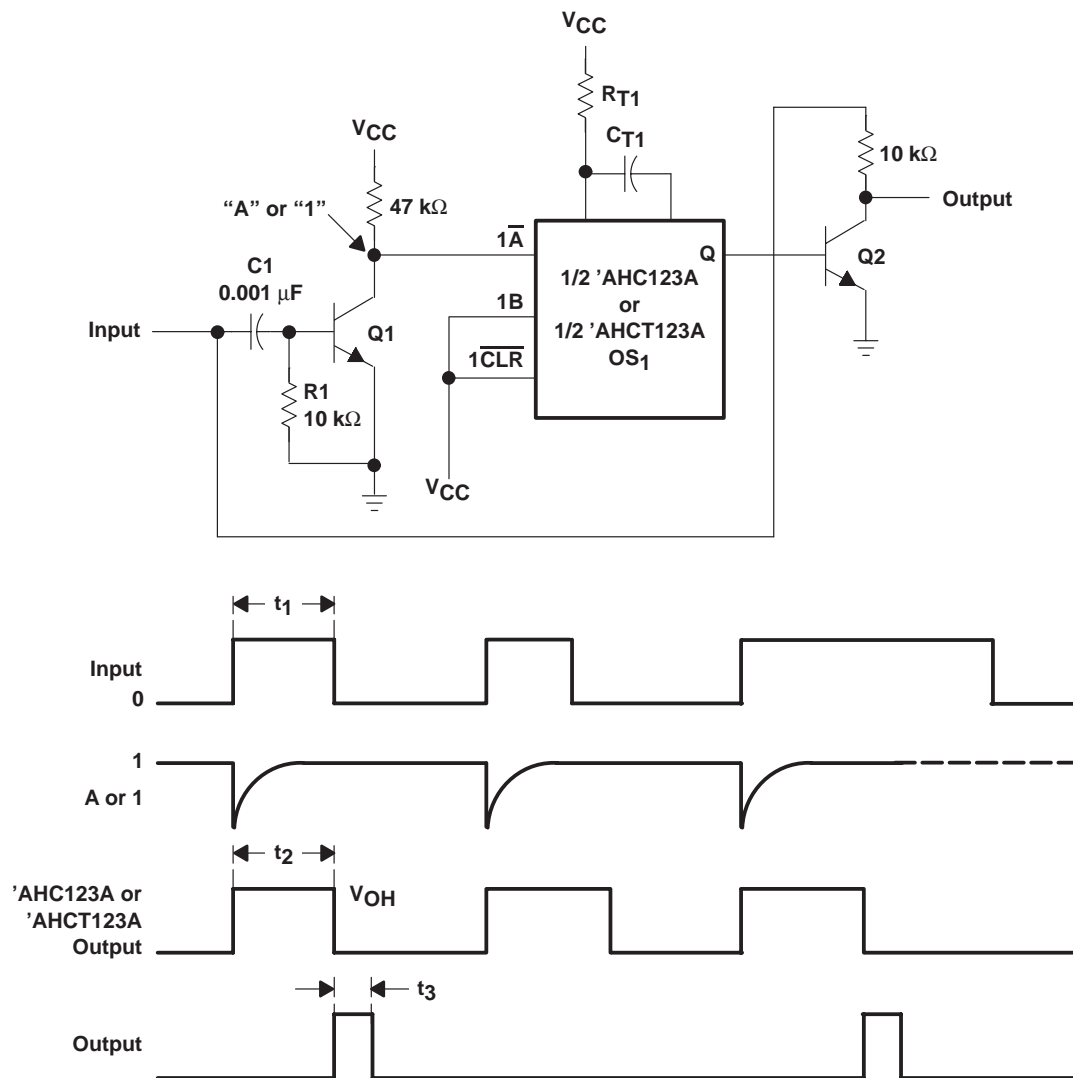 VCC
RT1
CT1
VCC
47 kΩ
10 kΩ
"A" or "1"
Output
1A̅
Q
C1
0.001 μF
1/2 'AHC123A
or
1/2 'AHCT123A
OS1
Q2
1B
Input
Q1
1C̅L̅R̅
R1
10 kΩ
VCC
t1
Input
0
1
A or 1
t2
'AHC123A or
'AHCT123A
Output
VOH
t3
Output